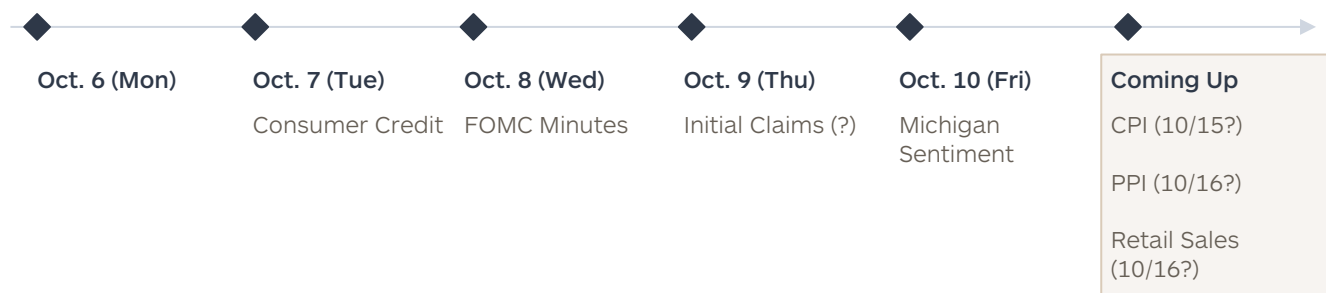 Oct. 6 (Mon)
Oct. 7 (Tue)
Consumer Credit
Oct. 8 (Wed)
FOMC Minutes
Oct. 9 (Thu)
Initial Claims (?)
Oct. 10 (Fri)
Michigan
Sentiment
Coming Up
CPI (10/15?)
PPI (10/16?)
Retail Sales
(10/16?)